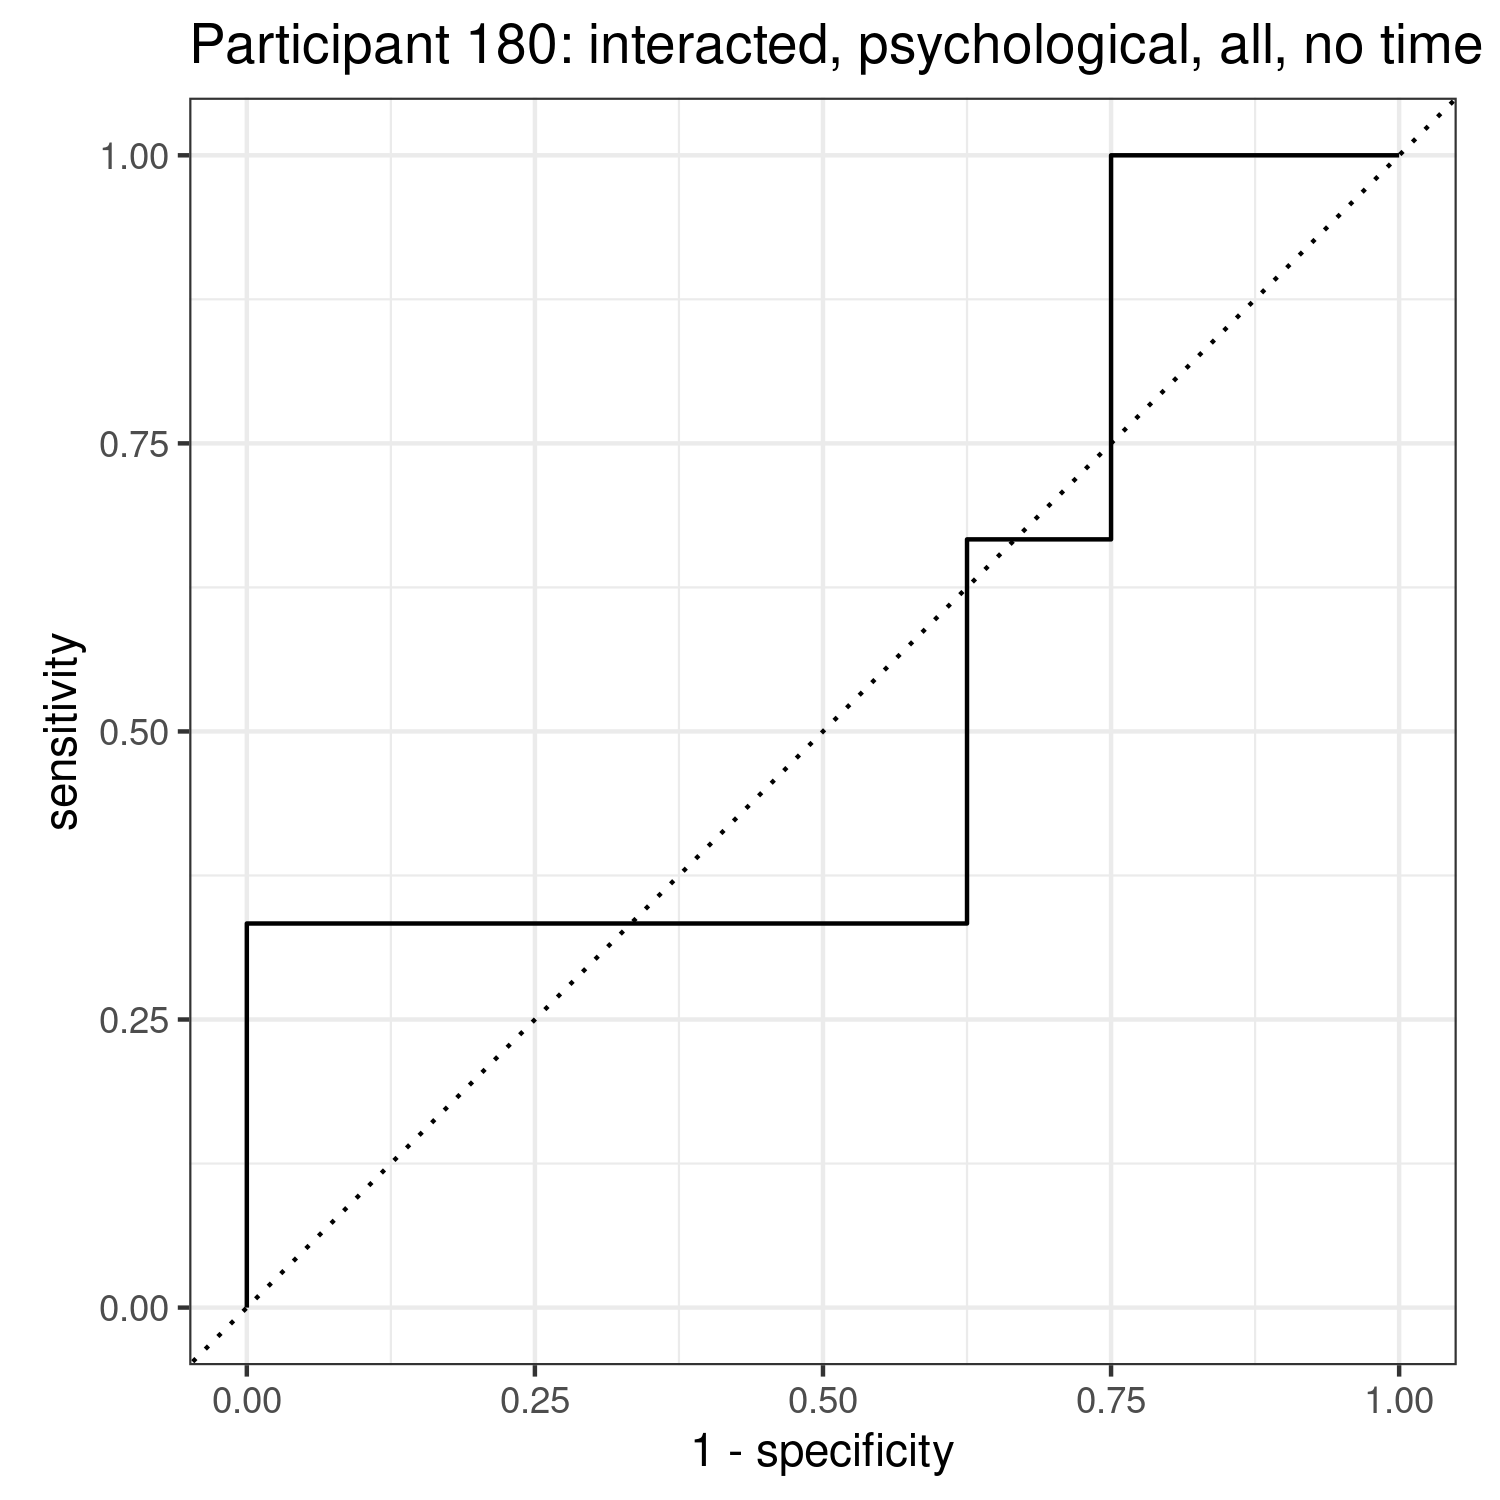 Participant 180: interacted, psychological, all, no time
1.00
0.75
0.50
0.25
0.00
sensitivity
0.00 0.25 0.50 0.75 1.00
1 - specificity